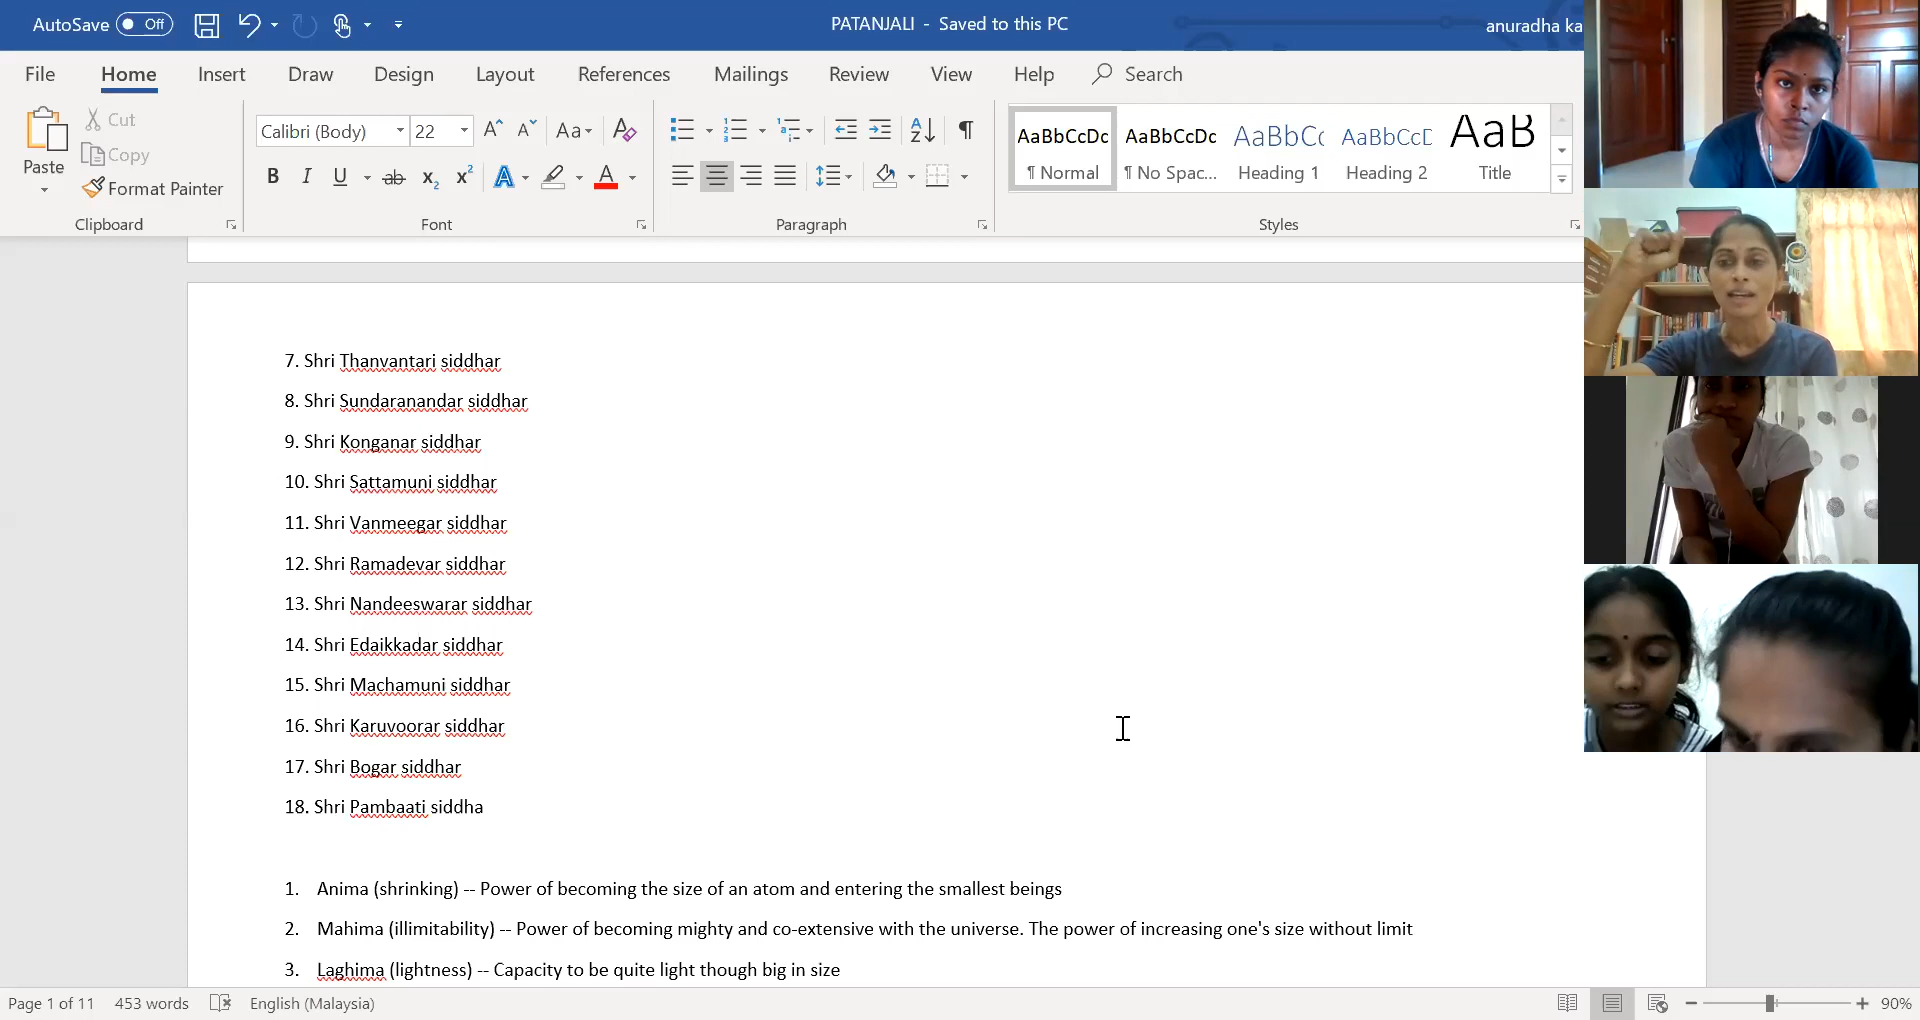 AutoSave Off PATANJALI - Saved to this PC anuradha ka
File Home Insert Draw Design Layout References Mailings Review View Help Search
Paste Cut Copy Format Painter
Calibri (Body) 22 A A Aa A
B I U ab x2 x2 A A
AaBbCcDc AaBbCcDc AaBbCc AaBbCcD AaB
¶ Normal ¶ No Spac... Heading 1 Heading 2 Title
Clipboard Font Paragraph Styles
7. Shri Thanvantari siddhar
8. Shri Sundaranandar siddhar
9. Shri Konganar siddhar
10. Shri Sattamuni siddhar
11. Shri Vanmeegar siddhar
12. Shri Ramadevar siddhar
13. Shri Nandeeswarar siddhar
14. Shri Edaikkadar siddhar
15. Shri Machamuni siddhar
16. Shri Karuvoorar siddhar
17. Shri Bogar siddhar
18. Shri Pambaati siddha
1. Anima (shrinking) -- Power of becoming the size of an atom and entering the smallest beings
2. Mahima (illimitability) -- Power of becoming mighty and co-extensive with the universe. The power of increasing one's size without limit
3. Laghima (lightness) -- Capacity to be quite light though big in size
Page 1 of 11 453 words English (Malaysia) 90%